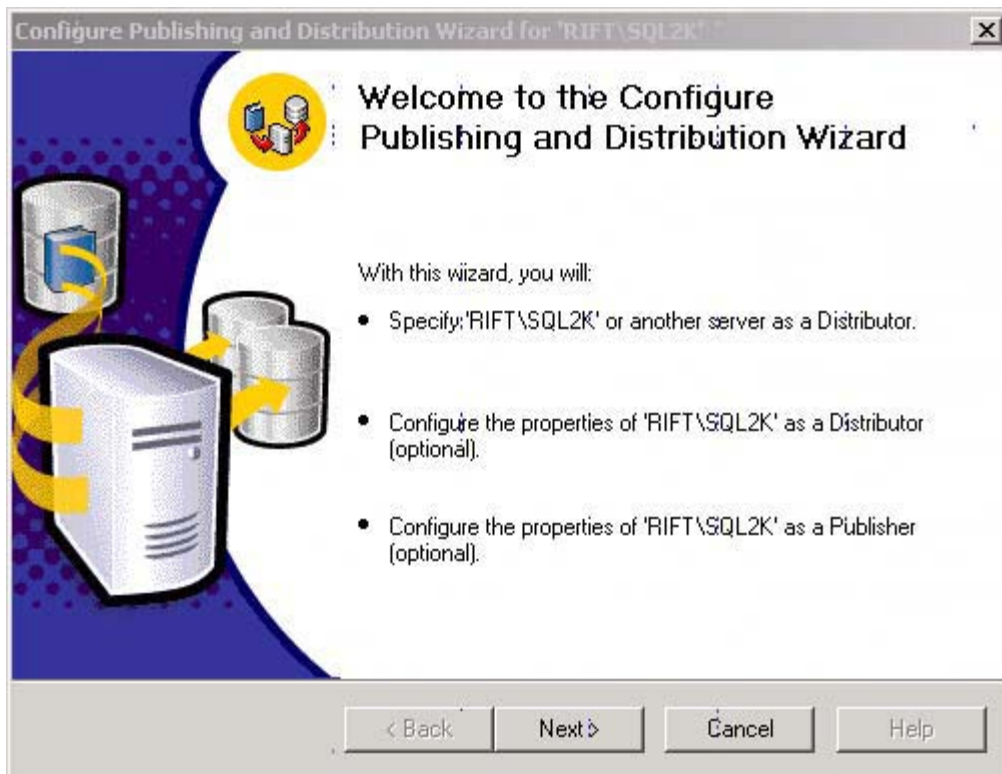 Configure Publishing and Distribution Wizard for 'RIFT\SQL2K'
Welcome to the Configure
Publishing and Distribution Wizard
With this wizard, you will:
• Specify 'RIFT\SQL2K' or another server as a Distributor.
• Configure the properties of 'RIFT\SQL2K' as a Distributor
(optional).
• Configure the properties of 'RIFT\SQL2K' as a Publisher
(optional).
< Back
Next >
Cancel
Help